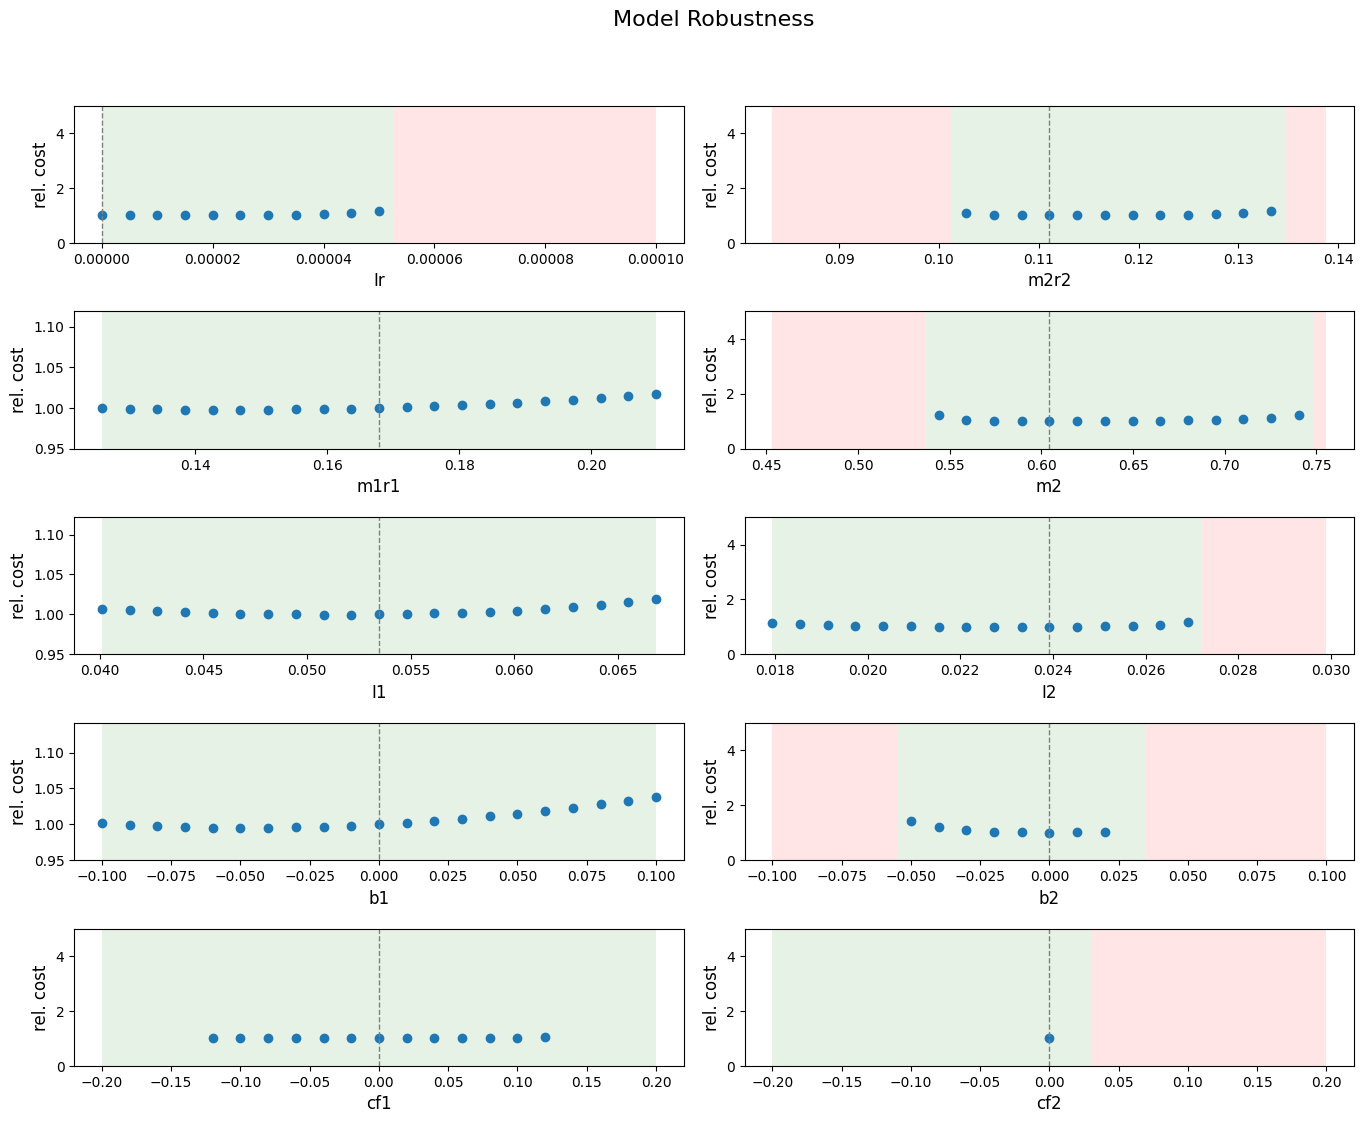 Model Robustness
rel. cost
4
2
0
0.00000 0.00002 0.00004 0.00006 0.00008 0.00010
Ir
rel. cost
4
2
0
0.09 0.10 0.11 0.12 0.13 0.14
m2r2
rel. cost
1.10
1.05
1.00
0.95
0.14 0.16 0.18 0.20
m1r1
rel. cost
4
2
0
0.45 0.50 0.55 0.60 0.65 0.70 0.75
m2
rel. cost
1.10
1.05
1.00
0.95
0.040 0.045 0.050 0.055 0.060 0.065
I1
rel. cost
4
2
0
0.018 0.020 0.022 0.024 0.026 0.028 0.030
I2
rel. cost
1.10
1.05
1.00
0.95
−0.100 −0.075 −0.050 −0.025 0.000 0.025 0.050 0.075 0.100
b1
rel. cost
4
2
0
−0.100 −0.075 −0.050 −0.025 0.000 0.025 0.050 0.075 0.100
b2
rel. cost
4
2
0
−0.20 −0.15 −0.10 −0.05 0.00 0.05 0.10 0.15 0.20
cf1
rel. cost
4
2
0
−0.20 −0.15 −0.10 −0.05 0.00 0.05 0.10 0.15 0.20
cf2